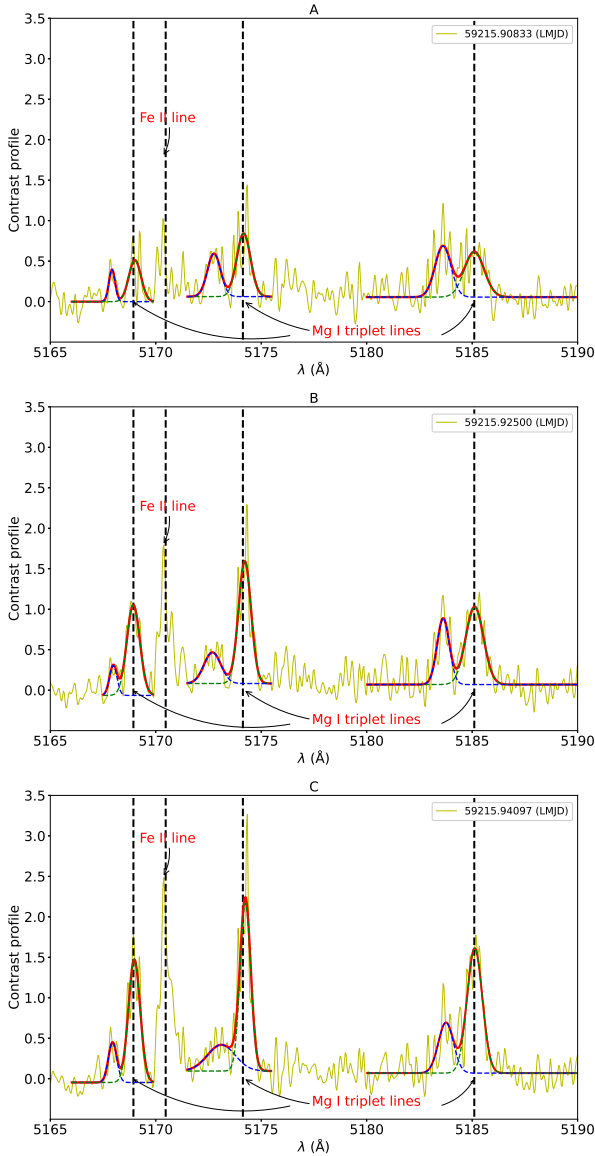 A
3.5
3.0
2.5
2.0
1.5
1.0
0.5
0.0
Contrast profile
59215.90833 (LMJD)
Fe II line
Mg I triplet lines
5165 5170 5175 5180 5185 5190
λ (Å)
B
3.5
3.0
2.5
2.0
1.5
1.0
0.5
0.0
Contrast profile
59215.92500 (LMJD)
Fe II line
Mg I triplet lines
5165 5170 5175 5180 5185 5190
λ (Å)
C
3.5
3.0
2.5
2.0
1.5
1.0
0.5
0.0
Contrast profile
59215.94097 (LMJD)
Fe II line
Mg I triplet lines
5165 5170 5175 5180 5185 5190
λ (Å)